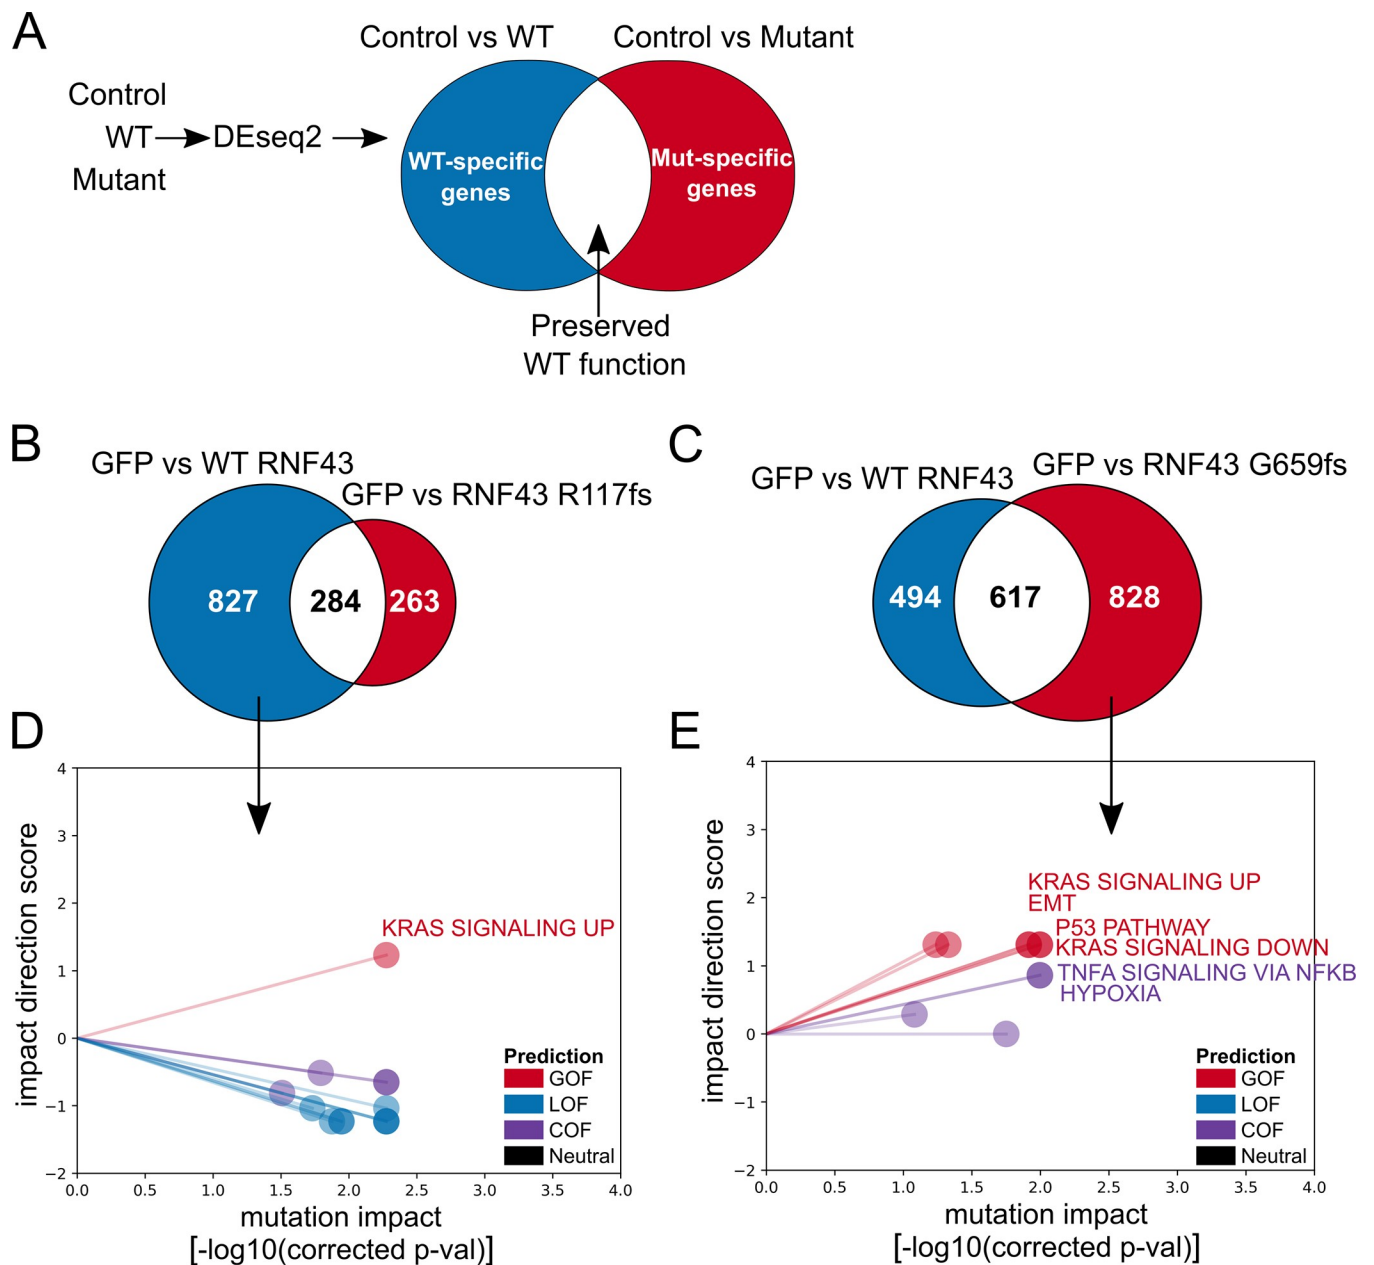 A
Control vs WT
Control vs Mutant
Control
WT
DEseq2
Mutant
WT-specific
genes
Mut-specific
genes
Preserved
WT function
B
GFP vs WT RNF43
GFP vs RNF43 R117fs
827
284
263
C
GFP vs WT RNF43
GFP vs RNF43 G659fs
494
617
828
D
impact direction score
4
3
2
1
0
−1
−2
KRAS SIGNALING UP
Prediction
GOF
LOF
COF
Neutral
0.0 0.5 1.0 1.5 2.0 2.5 3.0 3.5 4.0
mutation impact
[-log10(corrected p-val)]
E
impact direction score
4
3
2
1
0
−1
−2
KRAS SIGNALING UP
EMT
P53 PATHWAY
KRAS SIGNALING DOWN
TNFA SIGNALING VIA NFKB
HYPOXIA
Prediction
GOF
LOF
COF
Neutral
0.0 0.5 1.0 1.5 2.0 2.5 3.0 3.5 4.0
mutation impact
[-log10(corrected p-val)]